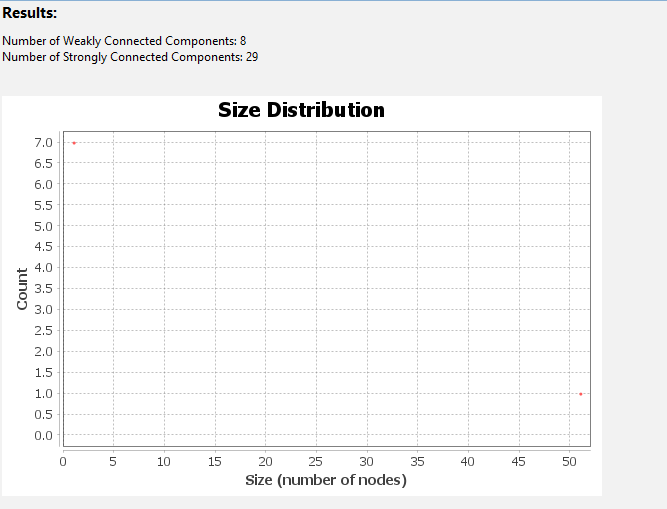 Results:
Number of Weakly Connected Components: 8
Number of Strongly Connected Components: 29
Size Distribution
7.0
6.5
6.0
5.5
5.0
4.5
4.0
3.5
3.0
2.5
2.0
1.5
1.0
0.5
0.0
Count
0 5 10 15 20 25 30 35 40 45 50
Size (number of nodes)